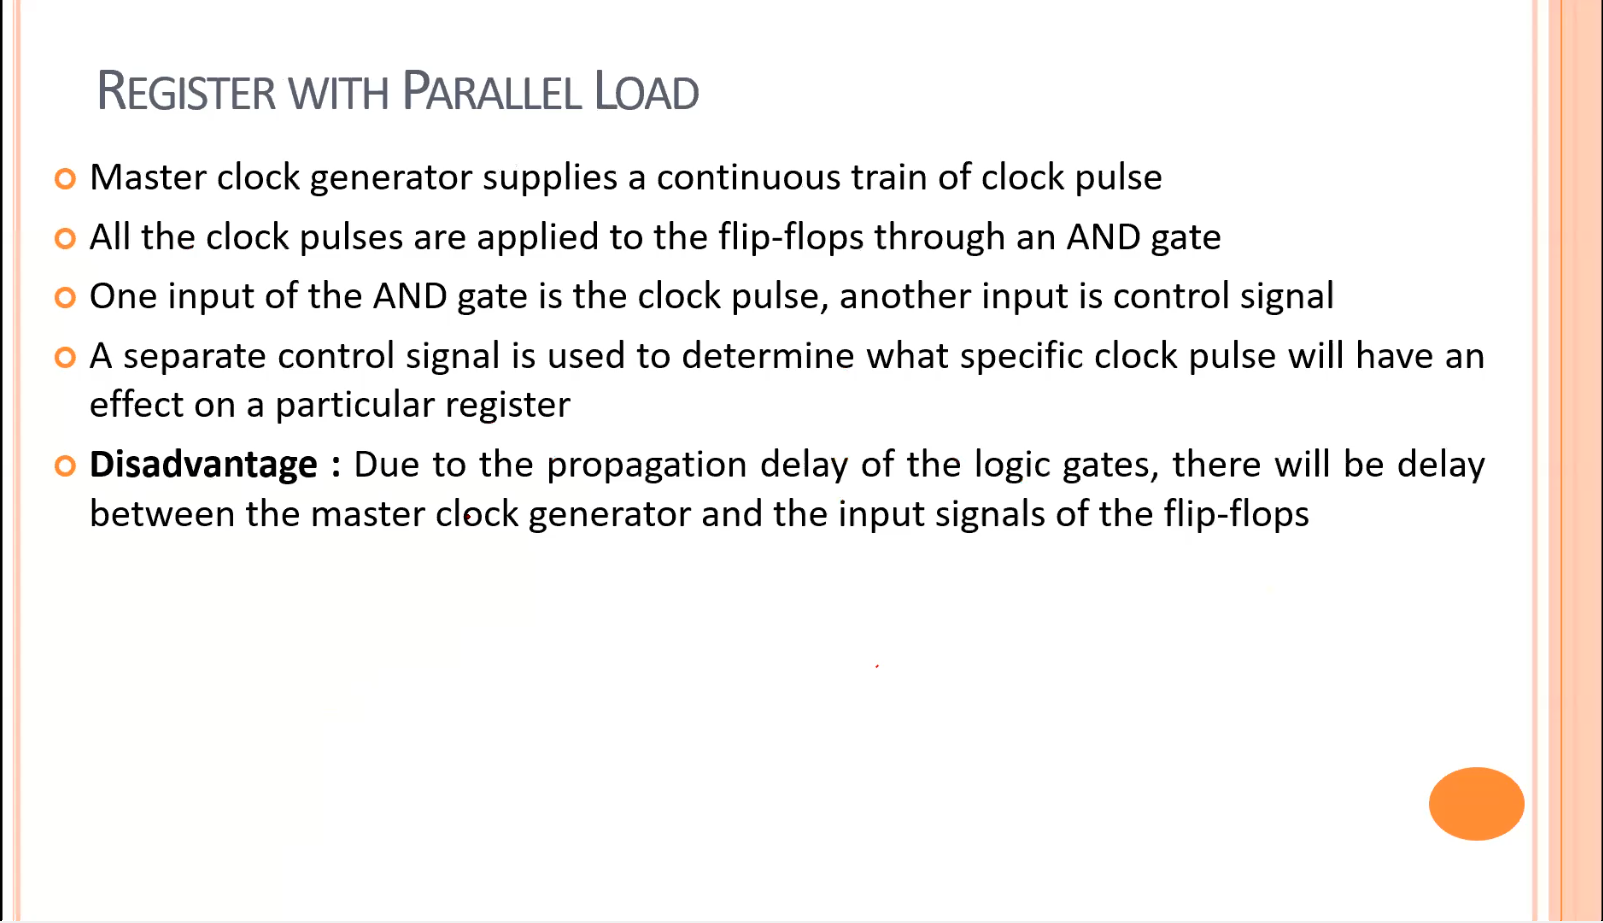 REGISTER WITH PARALLEL LOAD
Master clock generator supplies a continuous train of clock pulse
All the clock pulses are applied to the flip-flops through an AND gate
One input of the AND gate is the clock pulse, another input is control signal
A separate control signal is used to determine what specific clock pulse will have an
effect on a particular register
Disadvantage : Due to the propagation delay of the logic gates, there will be delay
between the master clock generator and the input signals of the flip-flops